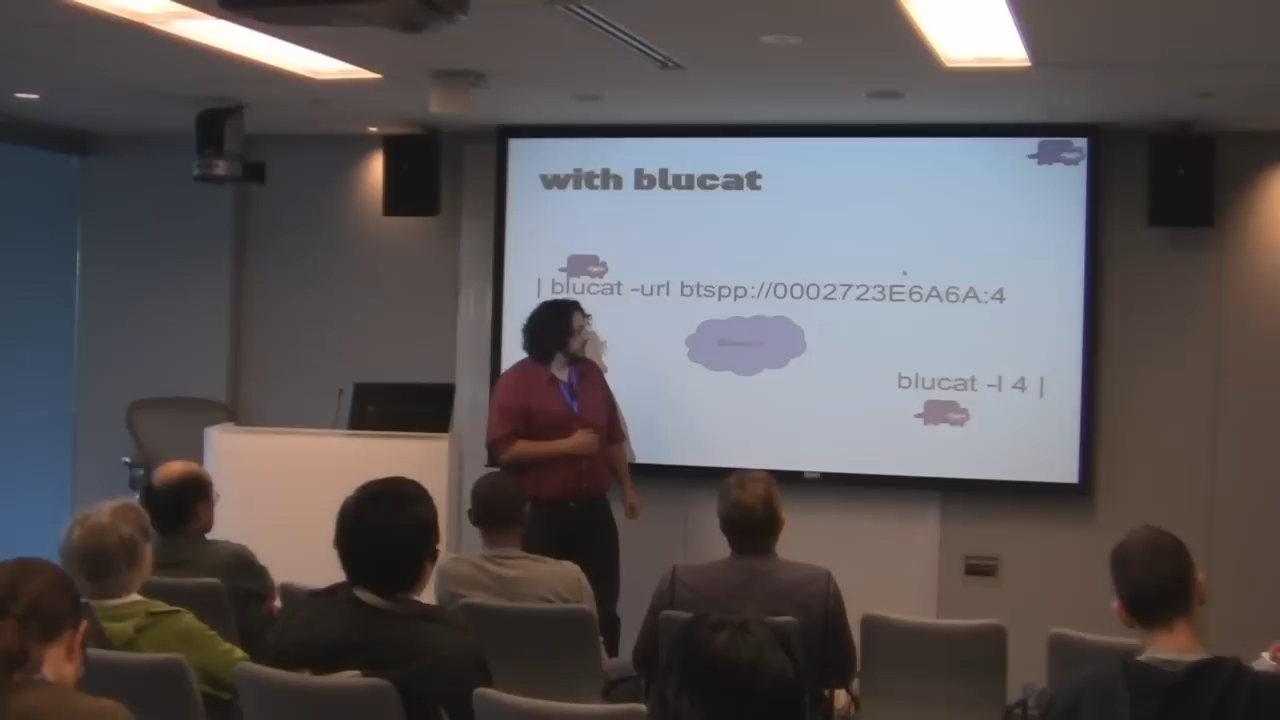 with blucat
| blucat -url btspp://0002723E6A6A:4
blucat -l 4 |